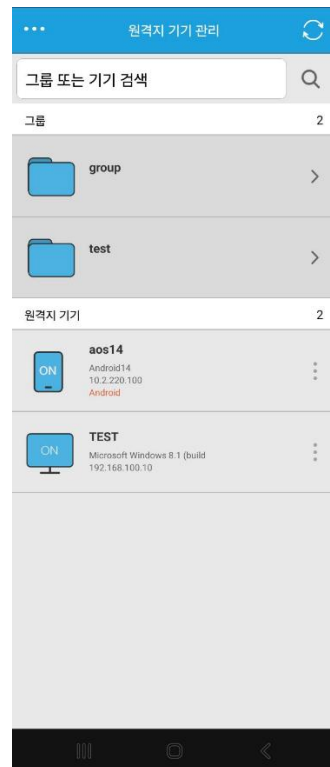 원격지 기기 관리
그룹 또는 기기 검색
그룹 2
group
test
원격지 기기 2
ON
aos14
Android14
10.2.220.100
Android
ON
TEST
Microsoft Windows 8.1 (build
192.168.100.10